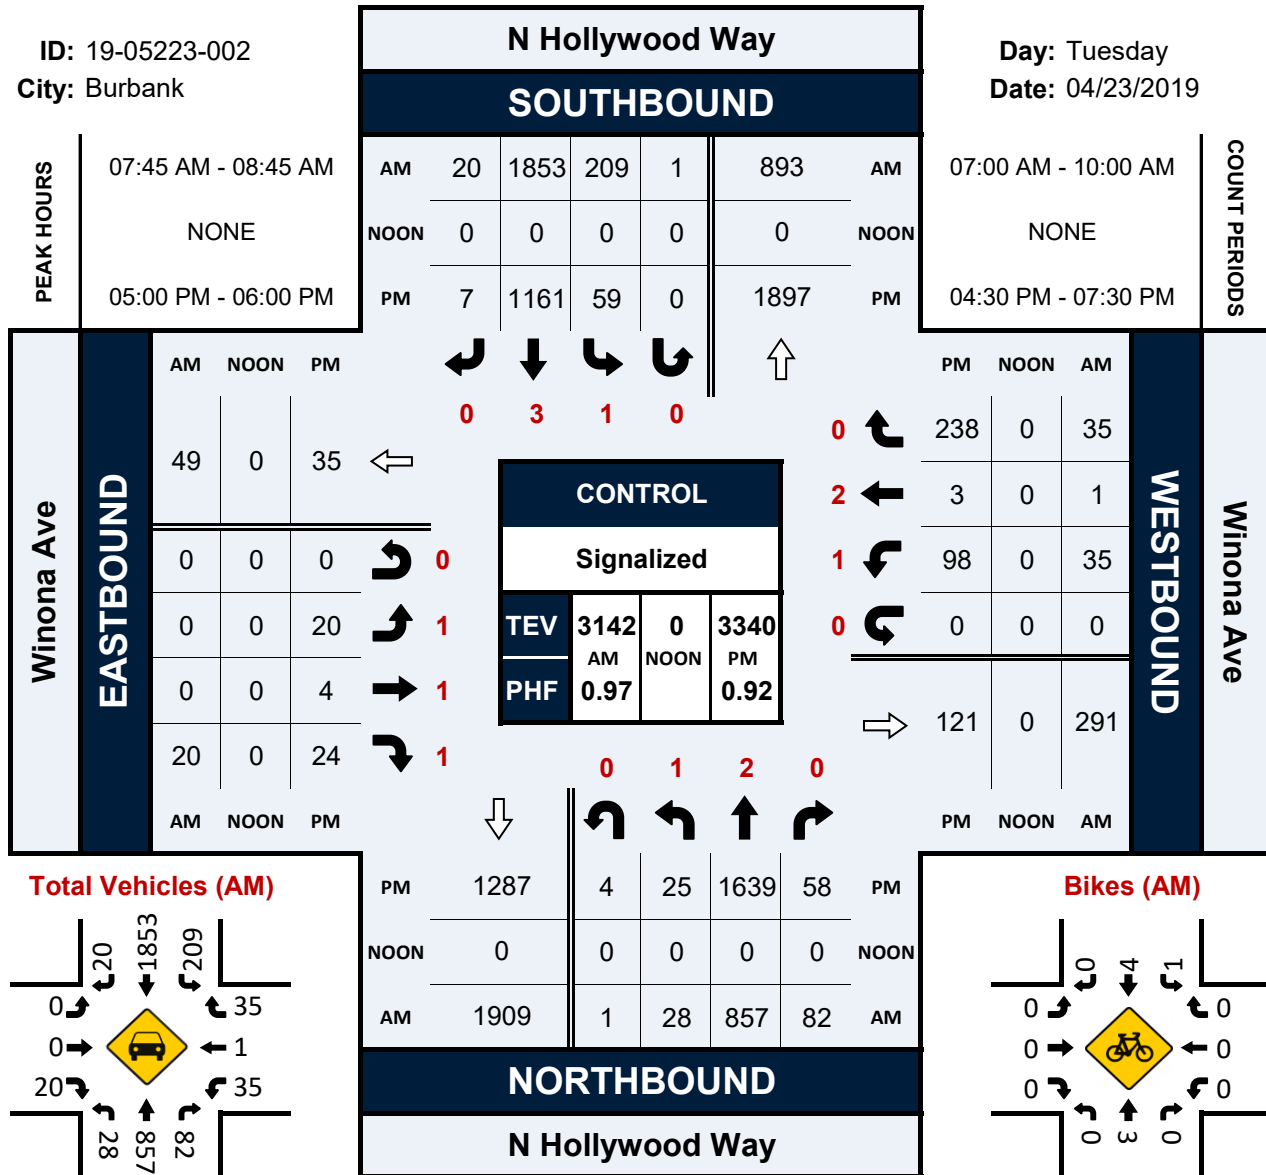 ID: 19-05223-002
City: Burbank
N Hollywood Way
SOUTHBOUND
Day: Tuesday
Date: 04/23/2019
PEAK HOURS
07:45 AM - 08:45 AM
NONE
05:00 PM - 06:00 PM
AM 20 1853 209 1 893 AM
NOON 0 0 0 0 0 NOON
PM 7 1161 59 0 1897 PM
07:00 AM - 10:00 AM
NONE
04:30 PM - 07:30 PM
COUNT PERIODS
0 3 1 0
Winona Ave
EASTBOUND
AM NOON PM
49 0 35
0 0 0 0
0 0 20 1
0 0 4 1
20 0 24 1
AM NOON PM
CONTROL
Signalized
TEV 3142 0 3340
AM NOON PM
PHF 0.97 0.92
PM NOON AM
0 238 0 35
2 3 0 1
1 98 0 35
0 0 0 0
121 0 291
PM NOON AM
WESTBOUND
Winona Ave
0 1 2 0
PM 1287 4 25 1639 58 PM
NOON 0 0 0 0 0 NOON
AM 1909 1 28 857 82 AM
NORTHBOUND
N Hollywood Way
Total Vehicles (AM)
20 1853 209
0 35
0 1
20 35
28 857 82
Bikes (AM)
0 4 1
0 0
0 0
0 0
0 3 0